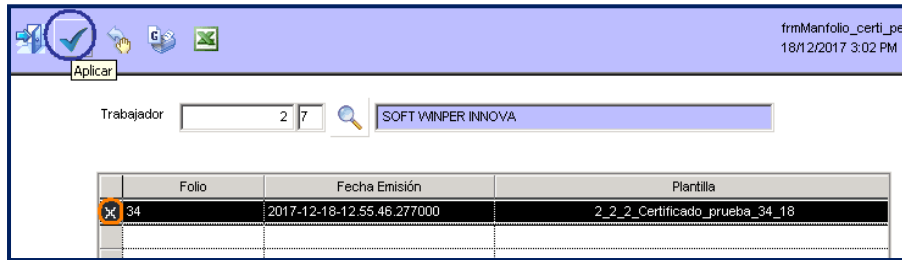 frmManfolio_certi_pe
18/12/2017 3:02 PM
Aplicar
Trabajador 2 7 SOFT WINPER INNOVA
Folio Fecha Emisión Plantilla
34 2017-12-18-12.55.46.277000 2_2_2_Certificado_prueba_34_18